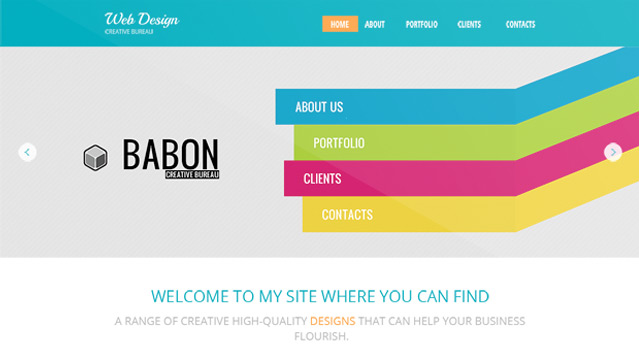 Web Design
CREATIVE BUREAU
HOME ABOUT PORTFOLIO CLIENTS CONTACTS
ABOUT US
PORTFOLIO
BABON
CREATIVE BUREAU
CLIENTS
CONTACTS
WELCOME TO MY SITE WHERE YOU CAN FIND
A RANGE OF CREATIVE HIGH-QUALITY DESIGNS THAT CAN HELP YOUR BUSINESS
FLOURISH.